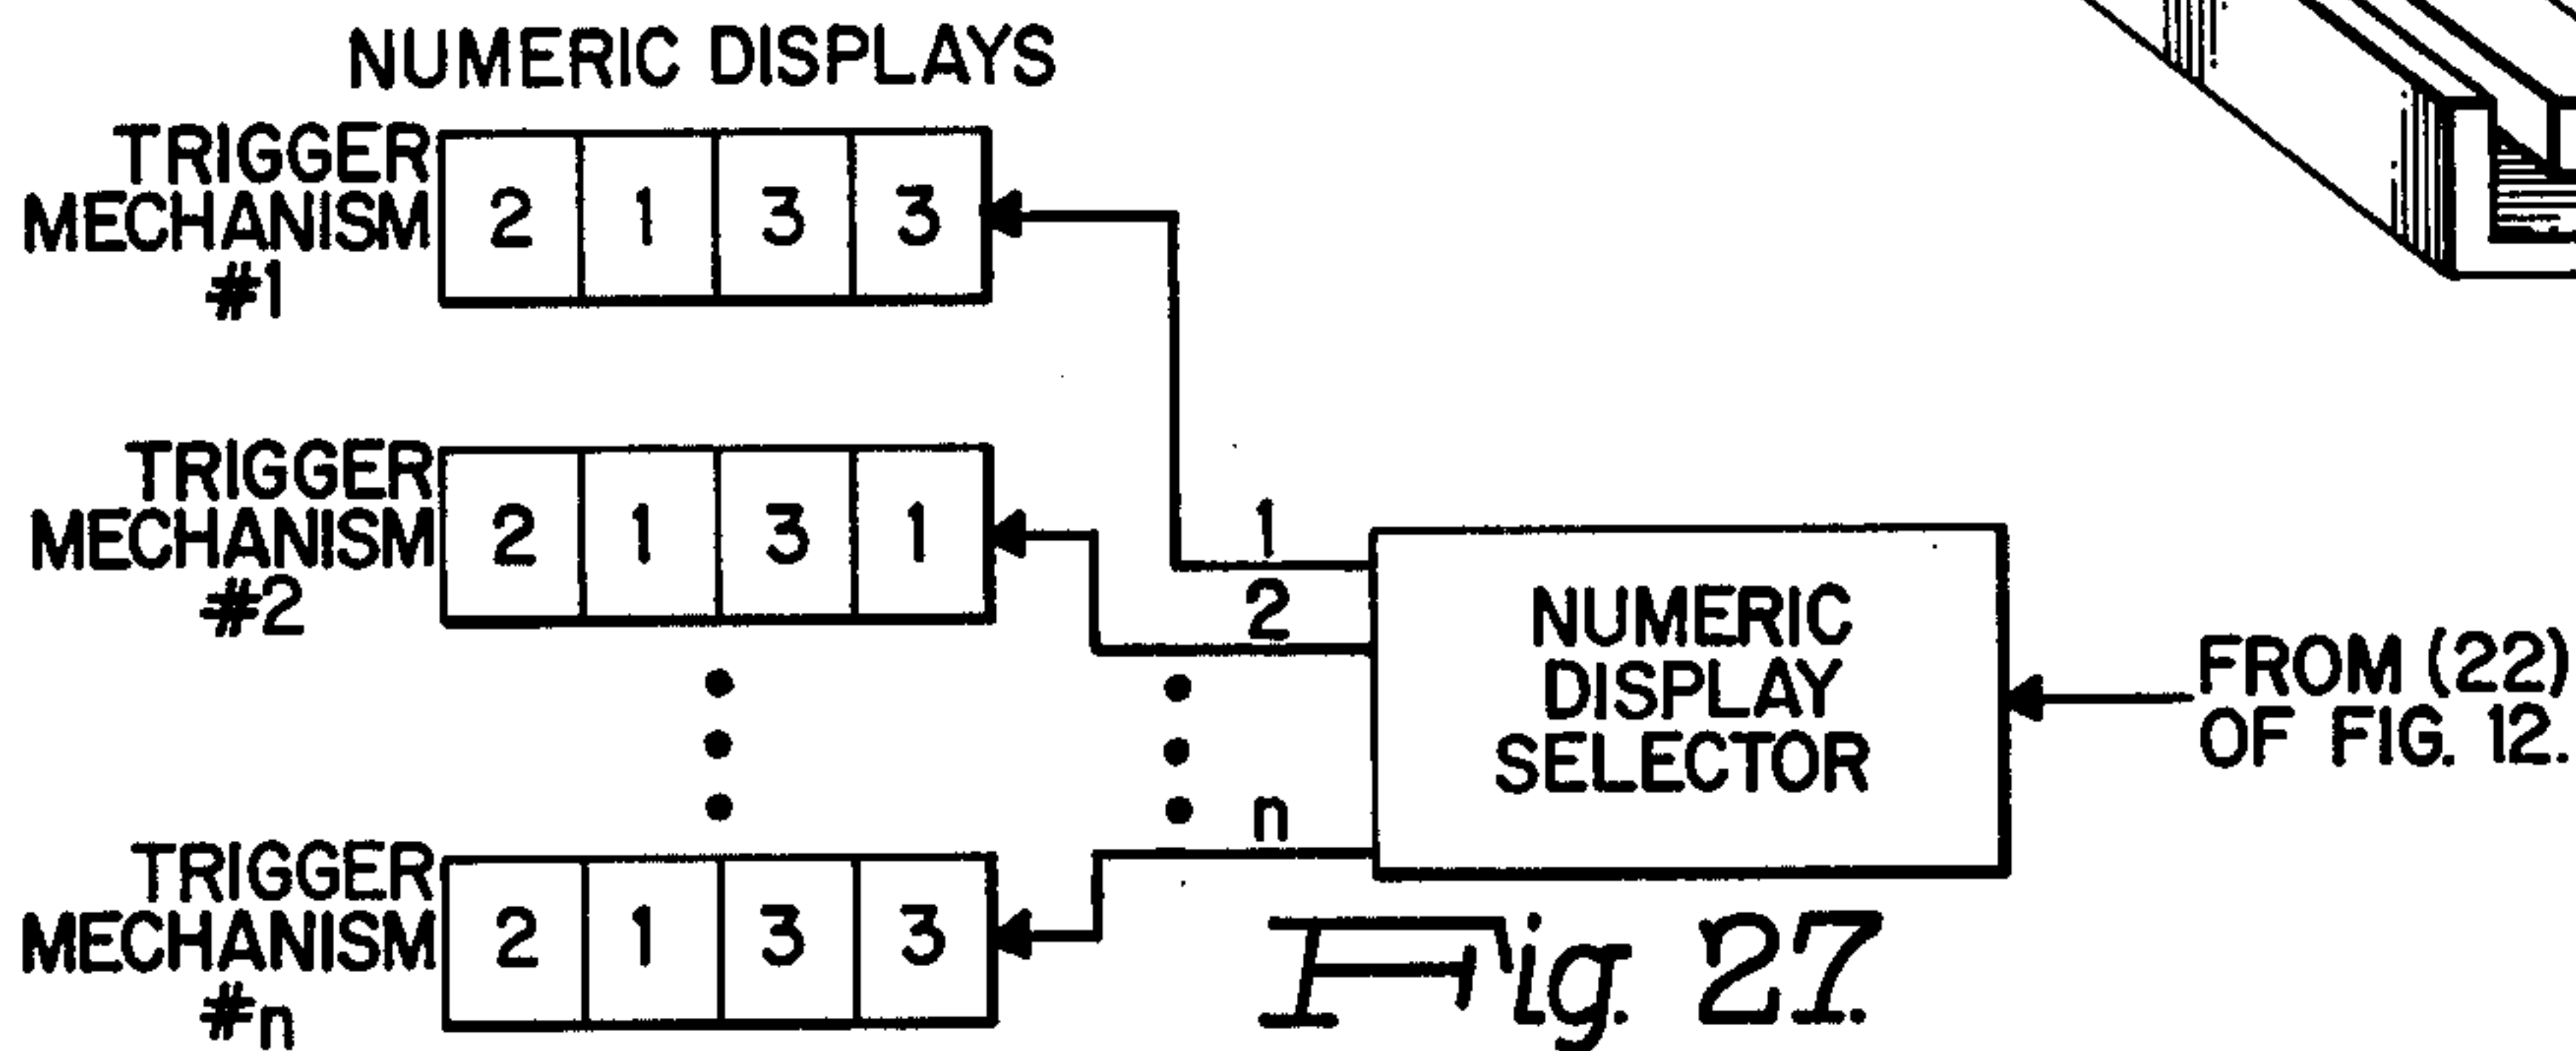 NUMERIC DISPLAYS
TRIGGER
MECHANISM
#1
2 1 3 3
TRIGGER
MECHANISM
#2
2 1 3 1
1
2
n
NUMERIC
DISPLAY
SELECTOR
FROM (22)
OF FIG. 12.
TRIGGER
MECHANISM
#n
2 1 3 3
Fig. 27.